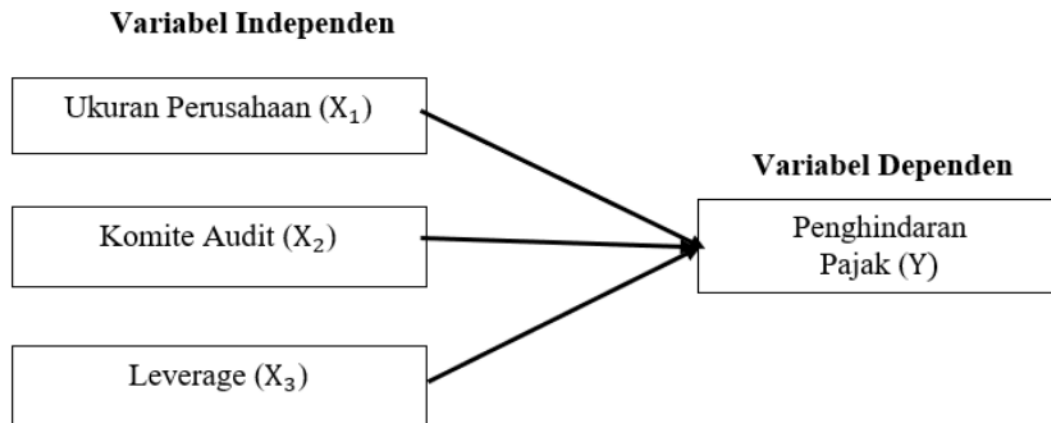 Variabel Independen
Ukuran Perusahaan (X₁)
Komite Audit (X₂)
Leverage (X₃)
Variabel Dependen
Penghindaran
Pajak (Y)